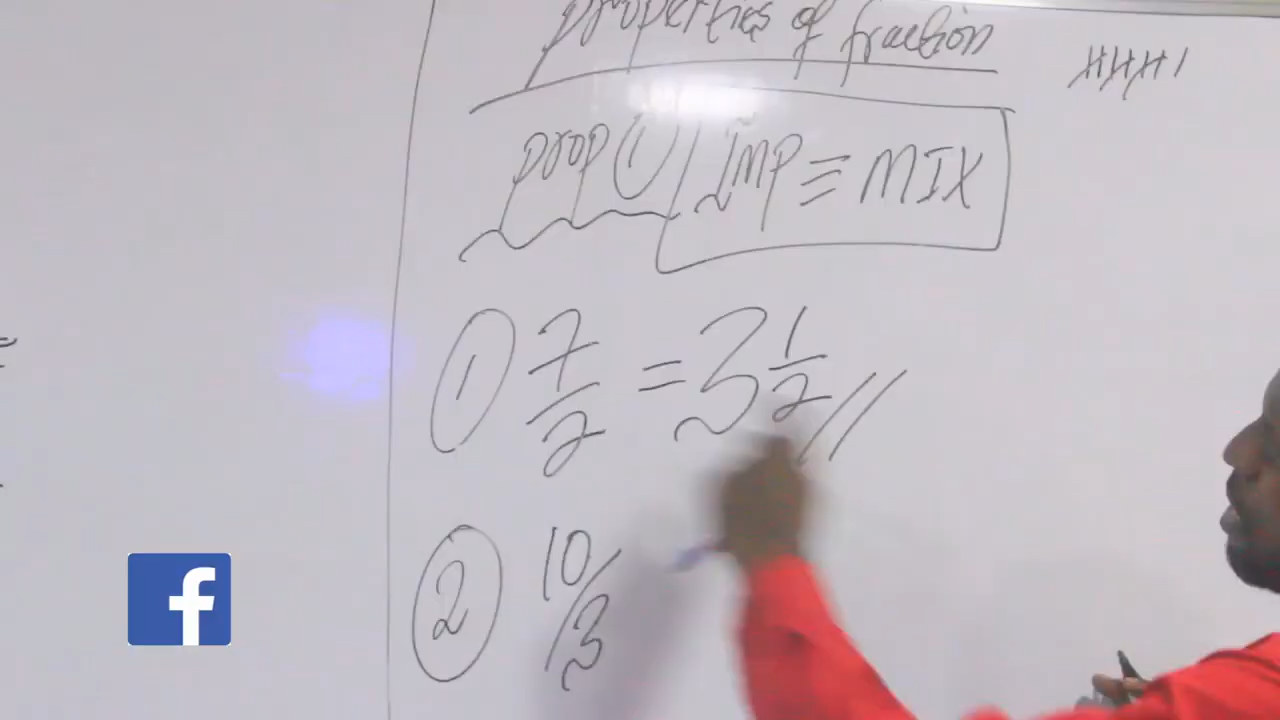 properties of fraction
prop (1) IMP ≡ MIX
(1) 7/2 = 3 1/2 //
(2) 10/3